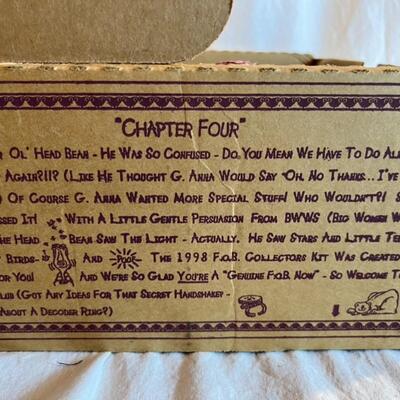 "CHAPTER FOUR"
OL' HEAD BEAN - HE WAS SO CONFUSED - DO YOU MEAN WE HAVE TO DO AL
AGAIN?!!? (LIKE HE THOUGHT G. ANNA WOULD SAY "OH, NO THANKS... I'VE
OF COURSE G. ANNA WANTED MORE SPECIAL STUFF! WHO WOULDN'T?! S
SSED IT! WITH A LITTLE GENTLE PERSUASION FROM BWWS (BIG WOMEN W
HE HEAD BEAN SAW THE LIGHT - ACTUALLY, HE SAW STARS AND LITTLE TE
BIRDS- AND POOF THE 1998 F.O.B. COLLECTORS KIT WAS CREATED
FOR YOU! AND WE'RE SO GLAD YOU'RE A "GENUINE F.O.B. NOW" - SO WELCOME TO
LUB (GOT ANY IDEAS FOR THAT SECRET HANDSHAKE?
ABOUT A DECODER RING?)